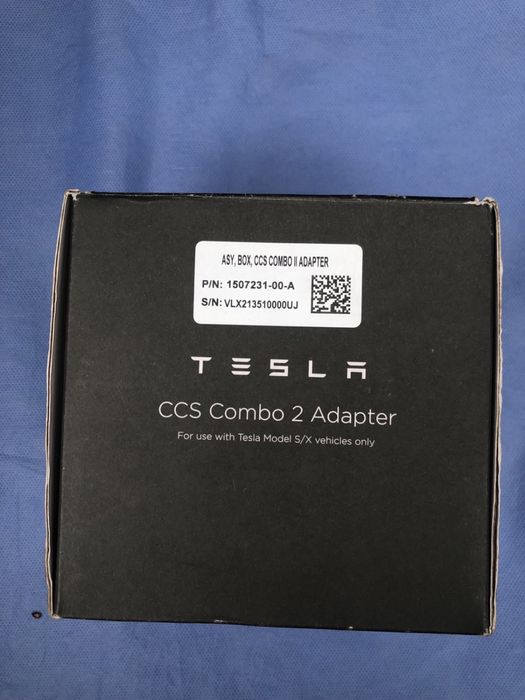 ASY, BOX, CCS COMBO II ADAPTER
P/N: 1507231-00-A
S/N: VLX213510000UJ
TESLA
CCS Combo 2 Adapter
For use with Tesla Model S/X vehicles only